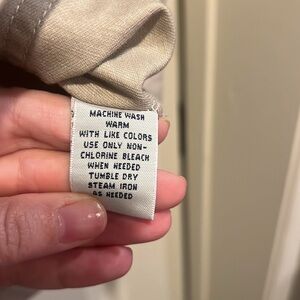 MACHINE WASH
WARM
WITH LIKE COLORS
USE ONLY NON-
CHLORINE BLEACH
WHEN NEEDED
TUMBLE DRY
STEAM IRON
AS NEEDED